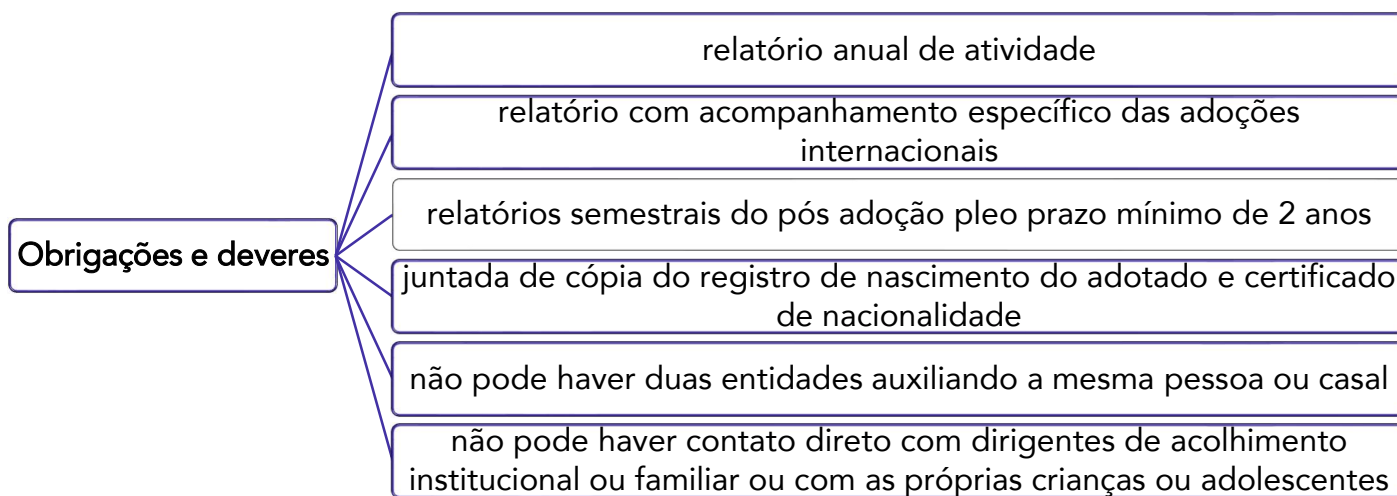 relatório anual de atividade
relatório com acompanhamento específico das adoções
internacionais
relatórios semestrais do pós adoção pleo prazo mínimo de 2 anos
Obrigações e deveres
juntada de cópia do registro de nascimento do adotado e certificado
de nacionalidade
não pode haver duas entidades auxiliando a mesma pessoa ou casal
não pode haver contato direto com dirigentes de acolhimento
institucional ou familiar ou com as próprias crianças ou adolescentes